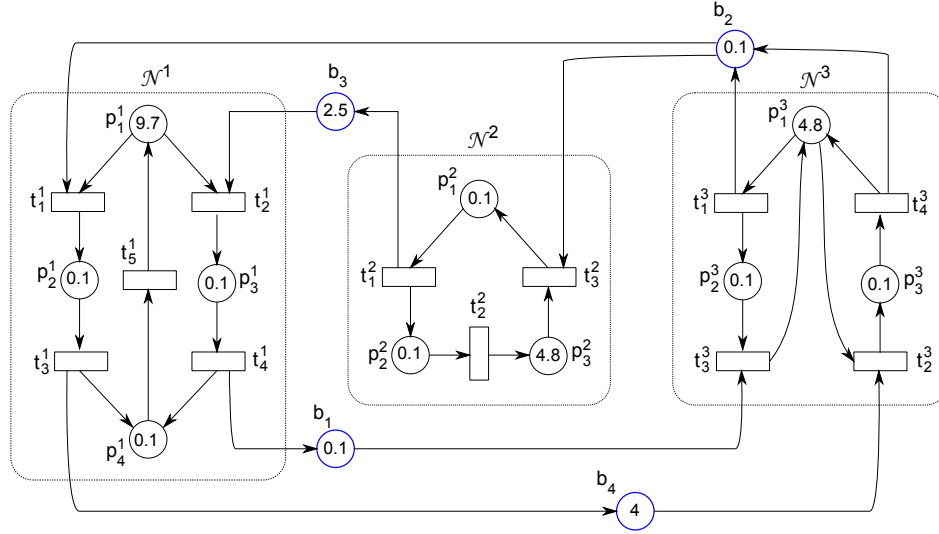 b₂
0.1
𝒩¹
b₃
𝒩³
p₁¹
9.7
2.5
𝒩²
p₁³
4.8
t₁¹
t₂¹
p₁²
0.1
t₁³
t₄³
t₅¹
p₂¹
0.1
0.1
p₃¹
t₁²
t₂²
t₃²
p₂³
0.1
0.1
p₃³
t₃¹
t₄¹
p₂²
0.1
4.8
p₃²
t₃³
t₂³
p₄¹
0.1
b₁
0.1
b₄
4